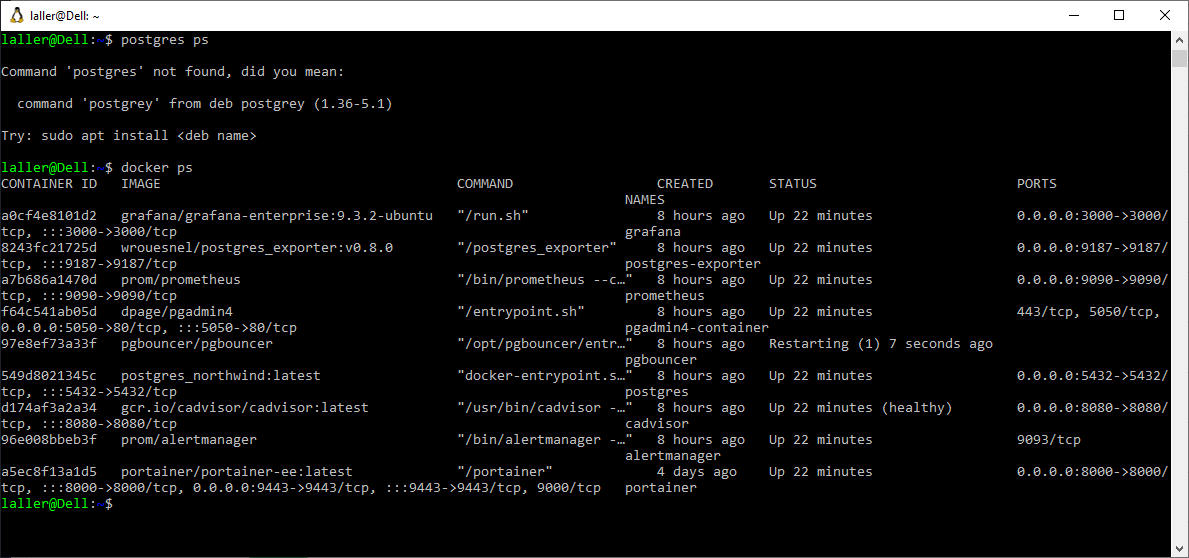 laller@Dell: ~
laller@Dell:~$ postgres ps
Command 'postgres' not found, did you mean:
command 'postgrey' from deb postgrey (1.36-5.1)
Try: sudo apt install <deb name>
laller@Dell:~$ docker ps
CONTAINER ID   IMAGE                                     COMMAND                  CREATED       STATUS                         PORTS
NAMES
a0cf4e8101d2   grafana/grafana-enterprise:9.3.2-ubuntu   "/run.sh"                8 hours ago   Up 22 minutes                  0.0.0.0:3000->3000/
tcp, :::3000->3000/tcp                                                        grafana
8243fc21725d   wrouesnel/postgres_exporter:v0.8.0        "/postgres_exporter"     8 hours ago   Up 22 minutes                  0.0.0.0:9187->9187/
tcp, :::9187->9187/tcp                                                        postgres-exporter
a7b686a1470d   prom/prometheus                           "/bin/prometheus --c…"   8 hours ago   Up 22 minutes                  0.0.0.0:9090->9090/
tcp, :::9090->9090/tcp                                                        prometheus
f64c541ab05d   dpage/pgadmin4                            "/entrypoint.sh"         8 hours ago   Up 22 minutes                  443/tcp, 5050/tcp,
0.0.0.0:5050->80/tcp, :::5050->80/tcp                                         pgadmin4-container
97e8ef73a33f   pgbouncer/pgbouncer                       "/opt/pgbouncer/entr…"   8 hours ago   Restarting (1) 7 seconds ago
pgbouncer
549d8021345c   postgres_northwind:latest                 "docker-entrypoint.s…"   8 hours ago   Up 22 minutes                  0.0.0.0:5432->5432/
tcp, :::5432->5432/tcp                                                        postgres
d174af3a2a34   gcr.io/cadvisor/cadvisor:latest           "/usr/bin/cadvisor -…"   8 hours ago   Up 22 minutes (healthy)        0.0.0.0:8080->8080/
tcp, :::8080->8080/tcp                                                        cadvisor
96e008bbeb3f   prom/alertmanager                         "/bin/alertmanager -…"   8 hours ago   Up 22 minutes                  9093/tcp
alertmanager
a5ec8f13a1d5   portainer/portainer-ee:latest             "/portainer"             4 days ago    Up 22 minutes                  0.0.0.0:8000->8000/
tcp, :::8000->8000/tcp, 0.0.0.0:9443->9443/tcp, :::9443->9443/tcp, 9000/tcp   portainer
laller@Dell:~$